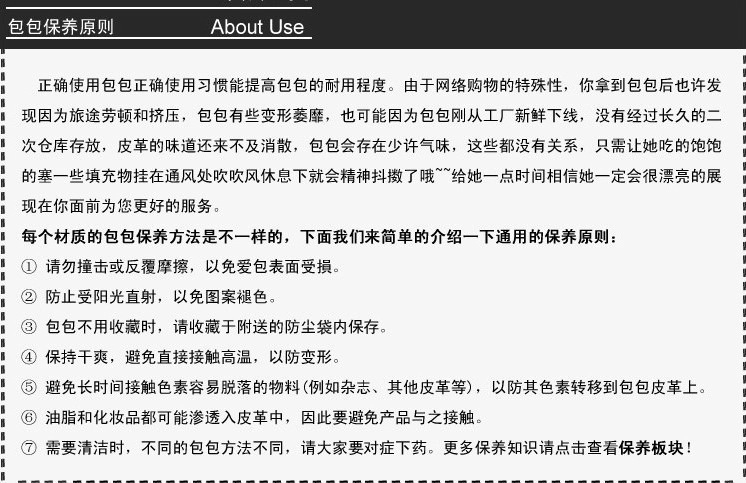 包包保养原则 About Use
正确使用包包正确使用习惯能提高包包的耐用程度。由于网络购物的特殊性，你拿到包包后也许发
现因为旅途劳顿和挤压，包包有些变形萎靡，也可能因为包包刚从工厂新鲜下线，没有经过长久的二
次仓库存放，皮革的味道还来不及消散，包包会存在少许气味，这些都没有关系，只需让她吃的饱饱
的塞一些填充物挂在通风处吹吹风休息下就会精神抖擞了哦~~给她一点时间相信她一定会很漂亮的展
现在你面前为您更好的服务。
每个材质的包包保养方法是不一样的，下面我们来简单的介绍一下通用的保养原则：
① 请勿撞击或反覆摩擦，以免爱包表面受損。
② 防止受阳光直射，以免图案褪色。
③ 包包不用收藏时，请收藏于附送的防尘袋内保存。
④ 保持干爽，避免直接接触高温，以防变形。
⑤ 避免长时间接触色素容易脱落的物料(例如杂志、其他皮革等)，以防其色素转移到包包皮革上。
⑥ 油脂和化妆品都可能渗透入皮革中，因此要避免产品与之接触。
⑦ 需要清洁时，不同的包包方法不同，请大家要对症下药。更多保养知识请点击查看保养板块！